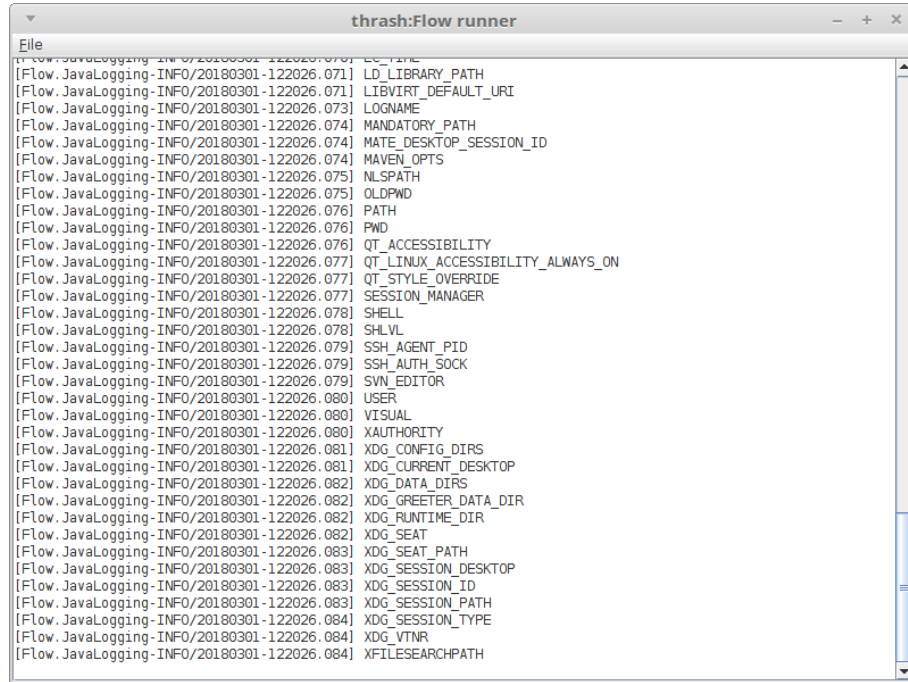 thrash:Flow runner
File
[Flow.JavaLogging-INFO/20180301-122026.070] LC_TIME
[Flow.JavaLogging-INFO/20180301-122026.071] LD_LIBRARY_PATH
[Flow.JavaLogging-INFO/20180301-122026.071] LIBVIRT_DEFAULT_URI
[Flow.JavaLogging-INFO/20180301-122026.073] LOGNAME
[Flow.JavaLogging-INFO/20180301-122026.074] MANDATORY_PATH
[Flow.JavaLogging-INFO/20180301-122026.074] MATE_DESKTOP_SESSION_ID
[Flow.JavaLogging-INFO/20180301-122026.074] MAVEN_OPTS
[Flow.JavaLogging-INFO/20180301-122026.075] NLSPATH
[Flow.JavaLogging-INFO/20180301-122026.075] OLDPWD
[Flow.JavaLogging-INFO/20180301-122026.076] PATH
[Flow.JavaLogging-INFO/20180301-122026.076] PWD
[Flow.JavaLogging-INFO/20180301-122026.076] QT_ACCESSIBILITY
[Flow.JavaLogging-INFO/20180301-122026.077] QT_LINUX_ACCESSIBILITY_ALWAYS_ON
[Flow.JavaLogging-INFO/20180301-122026.077] QT_STYLE_OVERRIDE
[Flow.JavaLogging-INFO/20180301-122026.077] SESSION_MANAGER
[Flow.JavaLogging-INFO/20180301-122026.078] SHELL
[Flow.JavaLogging-INFO/20180301-122026.078] SHLVL
[Flow.JavaLogging-INFO/20180301-122026.079] SSH_AGENT_PID
[Flow.JavaLogging-INFO/20180301-122026.079] SSH_AUTH_SOCK
[Flow.JavaLogging-INFO/20180301-122026.079] SVN_EDITOR
[Flow.JavaLogging-INFO/20180301-122026.080] USER
[Flow.JavaLogging-INFO/20180301-122026.080] VISUAL
[Flow.JavaLogging-INFO/20180301-122026.080] XAUTHORITY
[Flow.JavaLogging-INFO/20180301-122026.081] XDG_CONFIG_DIRS
[Flow.JavaLogging-INFO/20180301-122026.081] XDG_CURRENT_DESKTOP
[Flow.JavaLogging-INFO/20180301-122026.082] XDG_DATA_DIRS
[Flow.JavaLogging-INFO/20180301-122026.082] XDG_GREETER_DATA_DIR
[Flow.JavaLogging-INFO/20180301-122026.082] XDG_RUNTIME_DIR
[Flow.JavaLogging-INFO/20180301-122026.082] XDG_SEAT
[Flow.JavaLogging-INFO/20180301-122026.083] XDG_SEAT_PATH
[Flow.JavaLogging-INFO/20180301-122026.083] XDG_SESSION_DESKTOP
[Flow.JavaLogging-INFO/20180301-122026.083] XDG_SESSION_ID
[Flow.JavaLogging-INFO/20180301-122026.083] XDG_SESSION_PATH
[Flow.JavaLogging-INFO/20180301-122026.084] XDG_SESSION_TYPE
[Flow.JavaLogging-INFO/20180301-122026.084] XDG_VTNR
[Flow.JavaLogging-INFO/20180301-122026.084] XFILESEARCHPATH